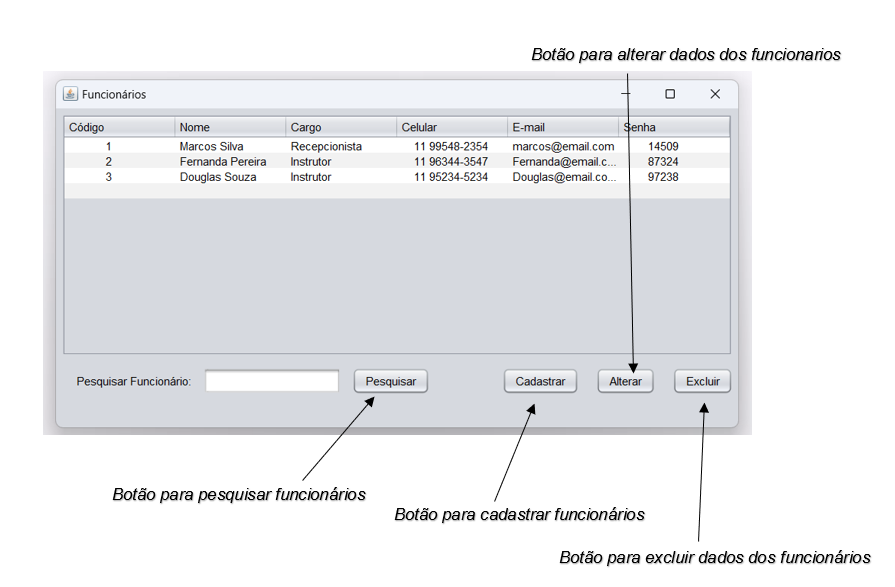 Botão para alterar dados dos funcionarios
Funcionários
Código Nome Cargo Celular E-mail Senha
1 Marcos Silva Recepcionista 11 99548-2354 marcos@email.com 14509
2 Fernanda Pereira Instrutor 11 96344-3547 Fernanda@email.c... 87324
3 Douglas Souza Instrutor 11 95234-5234 Douglas@email.co... 97238
Pesquisar Funcionário: Pesquisar Cadastrar Alterar Excluir
Botão para pesquisar funcionários
Botão para cadastrar funcionários
Botão para excluir dados dos funcionários